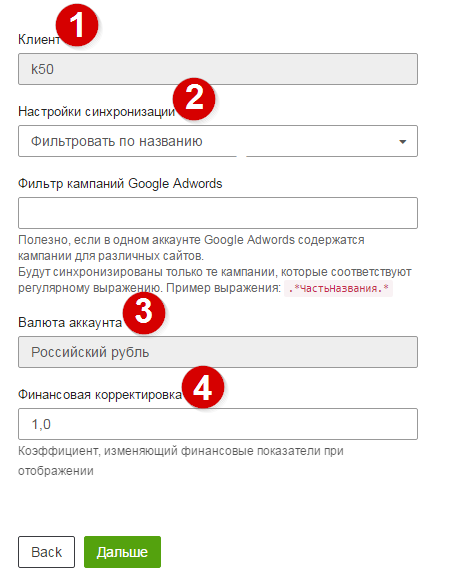 1
Клиент
k50
2
Настройки синхронизации
Фильтровать по названию
Фильтр кампаний Google Adwords
Полезно, если в одном аккаунте Google Adwords содержатся
кампании для различных сайтов.
Будут синхронизированы только те кампании, которые соответствуют
регулярному выражению. Пример выражения: .*ЧастьНазвания.*
3
Валюта аккаунта
Российский рубль
4
Финансовая корректировка
1,0
Коэффициент, изменяющий финансовые показатели при
отображении
Back Дальше